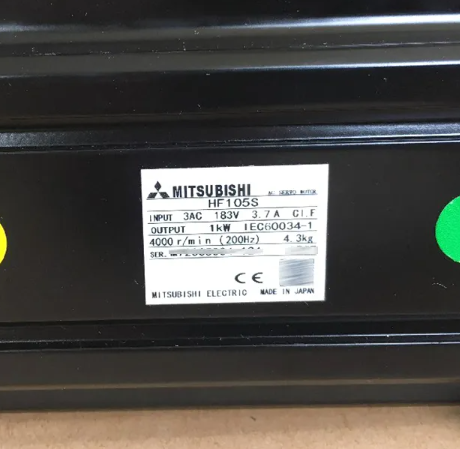 MITSUBISHI AC SERVO MOTOR
HF105S
INPUT 3AC 183V 3.7A CI.F
OUTPUT 1kW IEC60034-1
4000r/min (200Hz) 4.3kg
SER.
CE
MITSUBISHI ELECTRIC MADE IN JAPAN